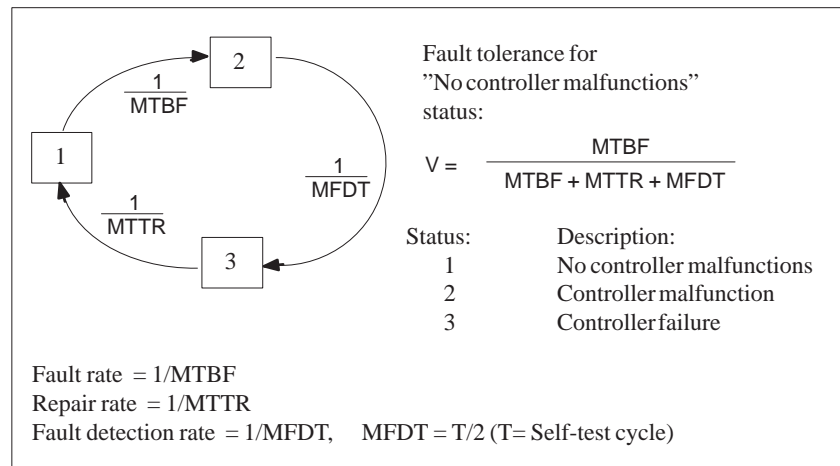 2
1
MTBF
1
1
MFDT
1
MTTR
3
Fault tolerance for
”No controller malfunctions”
status:
V = MTBF
MTBF + MTTR + MFDT
Status: Description:
1 No controller malfunctions
2 Controller malfunction
3 Controller failure
Fault rate = 1/MTBF
Repair rate = 1/MTTR
Fault detection rate = 1/MFDT, MFDT = T/2 (T= Self-test cycle)